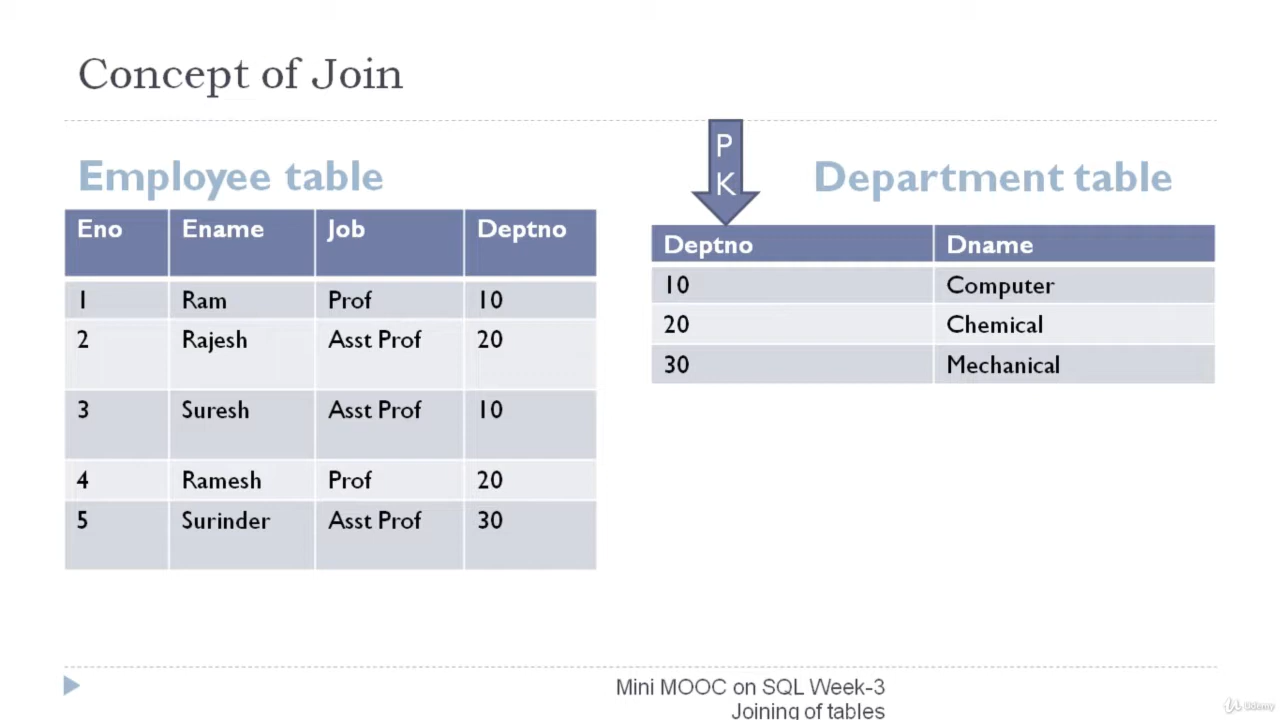 Concept of Join
Employee table
Eno Ename Job Deptno
1 Ram Prof 10
2 Rajesh Asst Prof 20
3 Suresh Asst Prof 10
4 Ramesh Prof 20
5 Surinder Asst Prof 30
P
K
Department table
Deptno Dname
10 Computer
20 Chemical
30 Mechanical
Mini MOOC on SQL Week-3
Joining of tables
Udemy